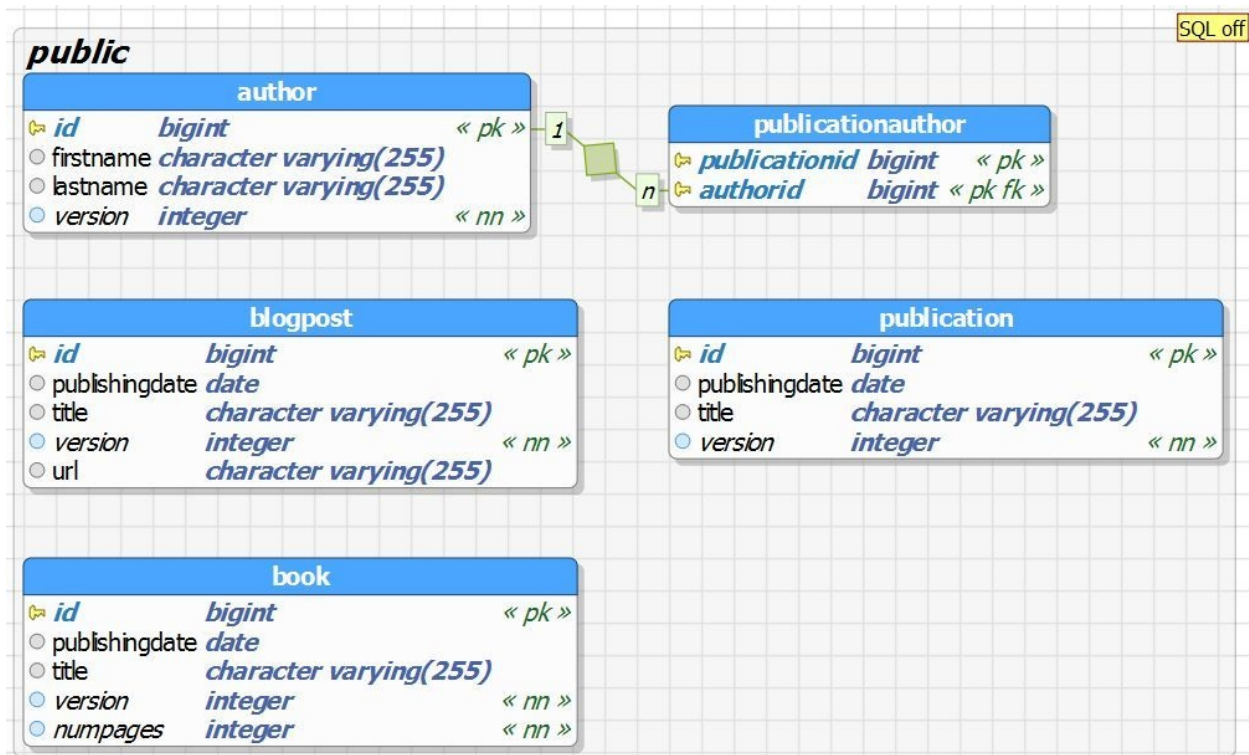 SQL off
public
author
id bigint « pk »
firstname character varying(255)
lastname character varying(255)
version integer « nn »
1
n
publicationauthor
publicationid bigint « pk »
authorid bigint « pk fk »
blogpost
id bigint « pk »
publishingdate date
title character varying(255)
version integer « nn »
url character varying(255)
publication
id bigint « pk »
publishingdate date
title character varying(255)
version integer « nn »
book
id bigint « pk »
publishingdate date
title character varying(255)
version integer « nn »
numpages integer « nn »